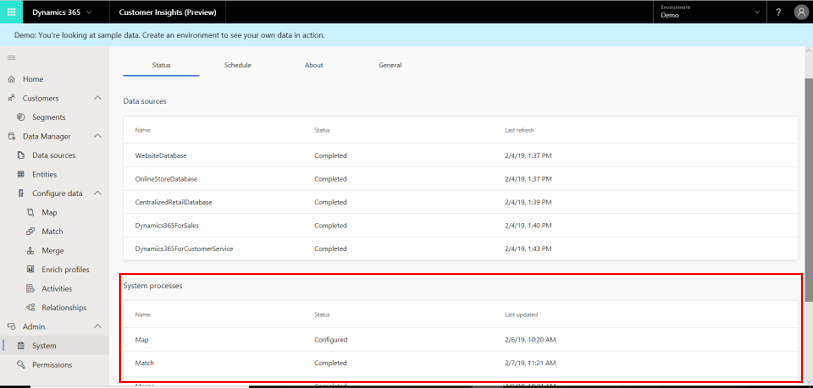 Dynamics 365 Customer Insights (Preview) Environment Demo ?
Demo: You're looking at sample data. Create an environment to see your own data in action.
Home
Customers
Segments
Data Manager
Data sources
Entities
Configure data
Map
Match
Merge
Enrich profiles
Activities
Relationships
Admin
System
Permissions
Status Schedule About General
Data sources
Name Status Last refresh
WebsiteDatabase Completed 2/4/19, 1:37 PM
OnlineStoreDatabase Completed 2/4/19, 1:37 PM
CentralizedRetailDatabase Completed 2/4/19, 1:39 PM
Dynamics365ForSales Completed 2/4/19, 1:40 PM
Dynamics365ForCustomerService Completed 2/4/19, 1:43 PM
System processes
Name Status Last updated
Map Configured 2/6/19, 10:20 AM
Match Completed 2/7/19, 11:21 AM